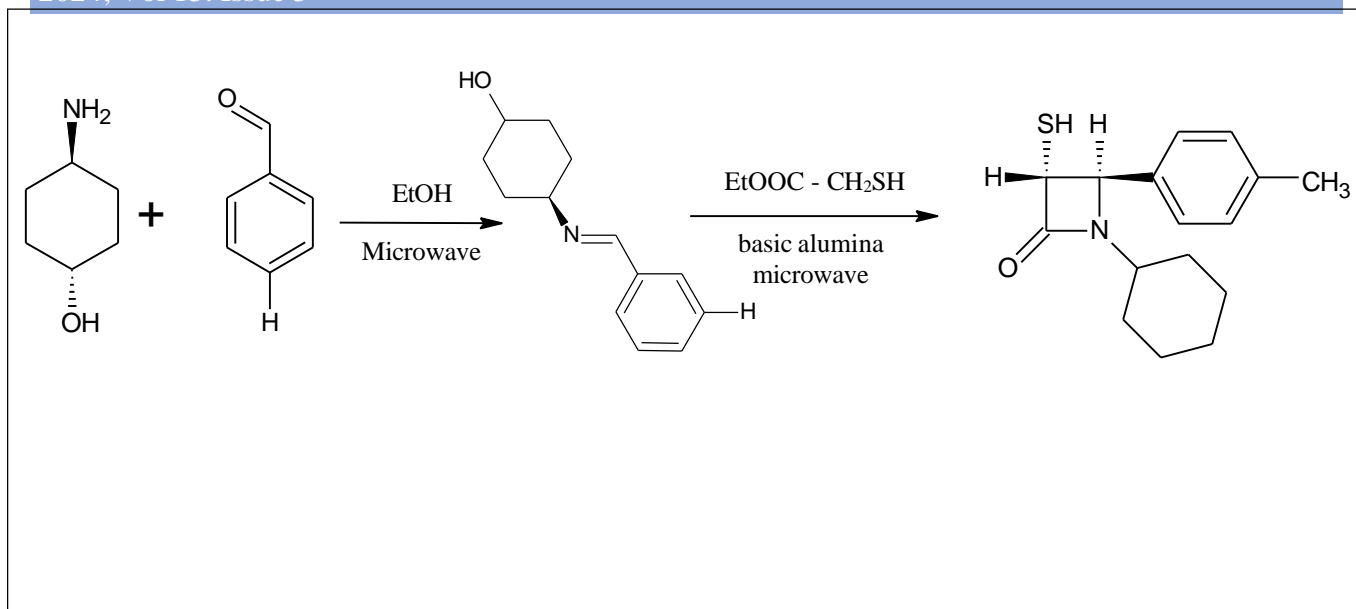 NH2
+
OH
O
H
EtOH
Microwave
HO
N
H
EtOOC - CH2SH
basic alumina
microwave
SH H
H
CH3
O
N